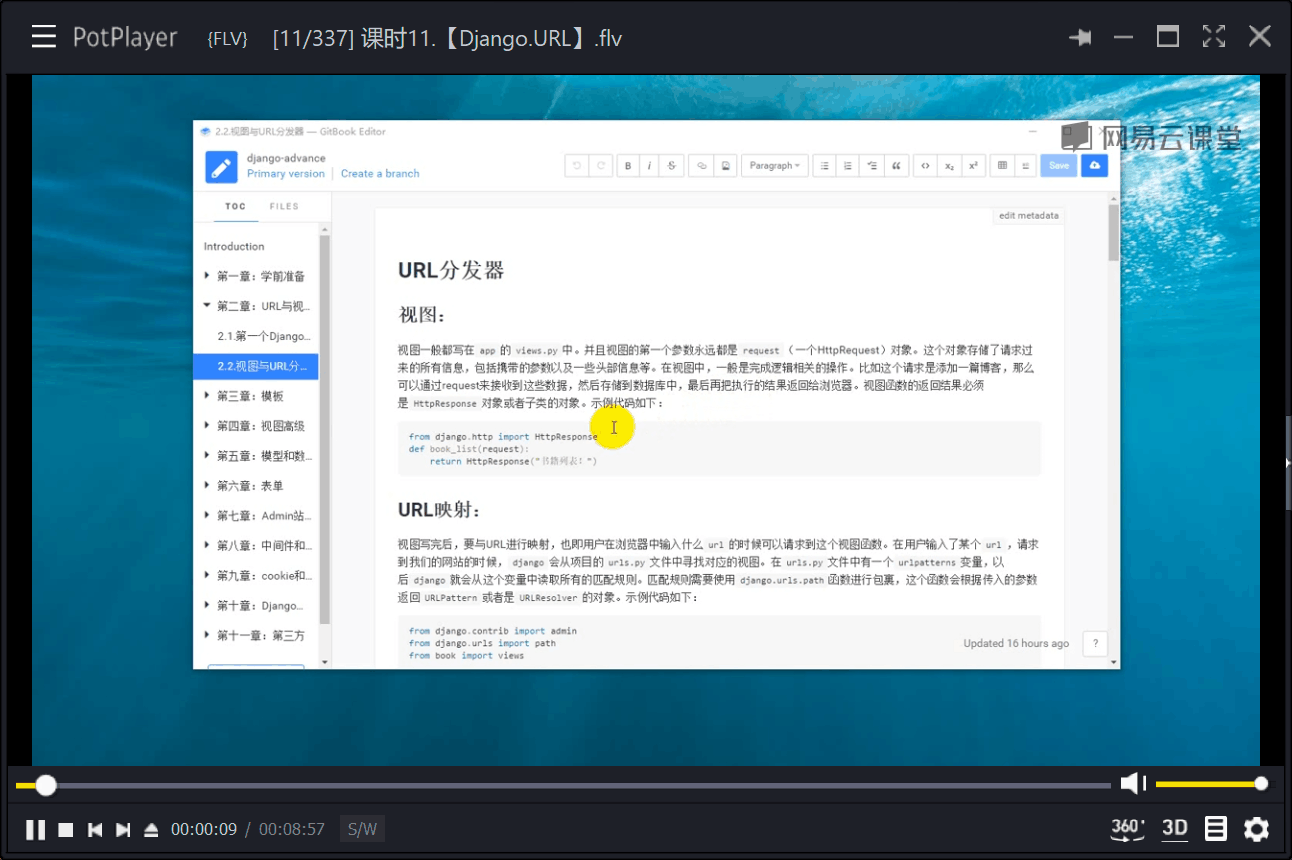 PotPlayer {FLV} [11/337] 课时11.【Django.URL】.flv
2.2.视图与URL分发器 — GitBook Editor
网易云课堂
django-advance
Primary version Create a branch
B i S Paragraph “ <> x₂ x² Save
TOC FILES
edit metadata
Introduction
第一章：学前准备
第二章：URL与视...
2.1.第一个Django...
2.2.视图与URL分...
第三章：模板
第四章：视图高级
第五章：模型和数...
第六章：表单
第七章：Admin站...
第八章：中间件和...
第九章：cookie和...
第十章：Django...
第十一章：第三方
URL分发器
视图：
视图一般都写在 app 的 views.py 中。并且视图的第一个参数永远都是 request （一个HttpRequest）对象。这个对象存储了请求过
来的所有信息，包括携带的参数以及一些头部信息等。在视图中，一般是完成逻辑相关的操作。比如这个请求是添加一篇博客，那么
可以通过request来接收到这些数据，然后存储到数据库中，最后再把执行的结果返回给浏览器。视图函数的返回结果必须
是 HttpResponse 对象或者子类的对象。示例代码如下：
from django.http import HttpResponse
def book_list(request):
return HttpResponse("书籍列表！")
URL映射：
视图写完后，要与URL进行映射，也即用户在浏览器中输入什么 url 的时候可以请求到这个视图函数。在用户输入了某个 url ，请求
到我们的网站的时候， django 会从项目的 urls.py 文件中寻找对应的视图。在 urls.py 文件中有一个 urlpatterns 变量，以
后 django 就会从这个变量中读取所有的匹配规则。匹配规则需要使用 django.urls.path 函数进行包裹，这个函数会根据传入的参数
返回 URLPattern 或者是 URLResolver 的对象。示例代码如下：
from django.contrib import admin
from django.urls import path
from book import views
Updated 16 hours ago ?
00:00:09 / 00:08:57 S/W 360° 3D